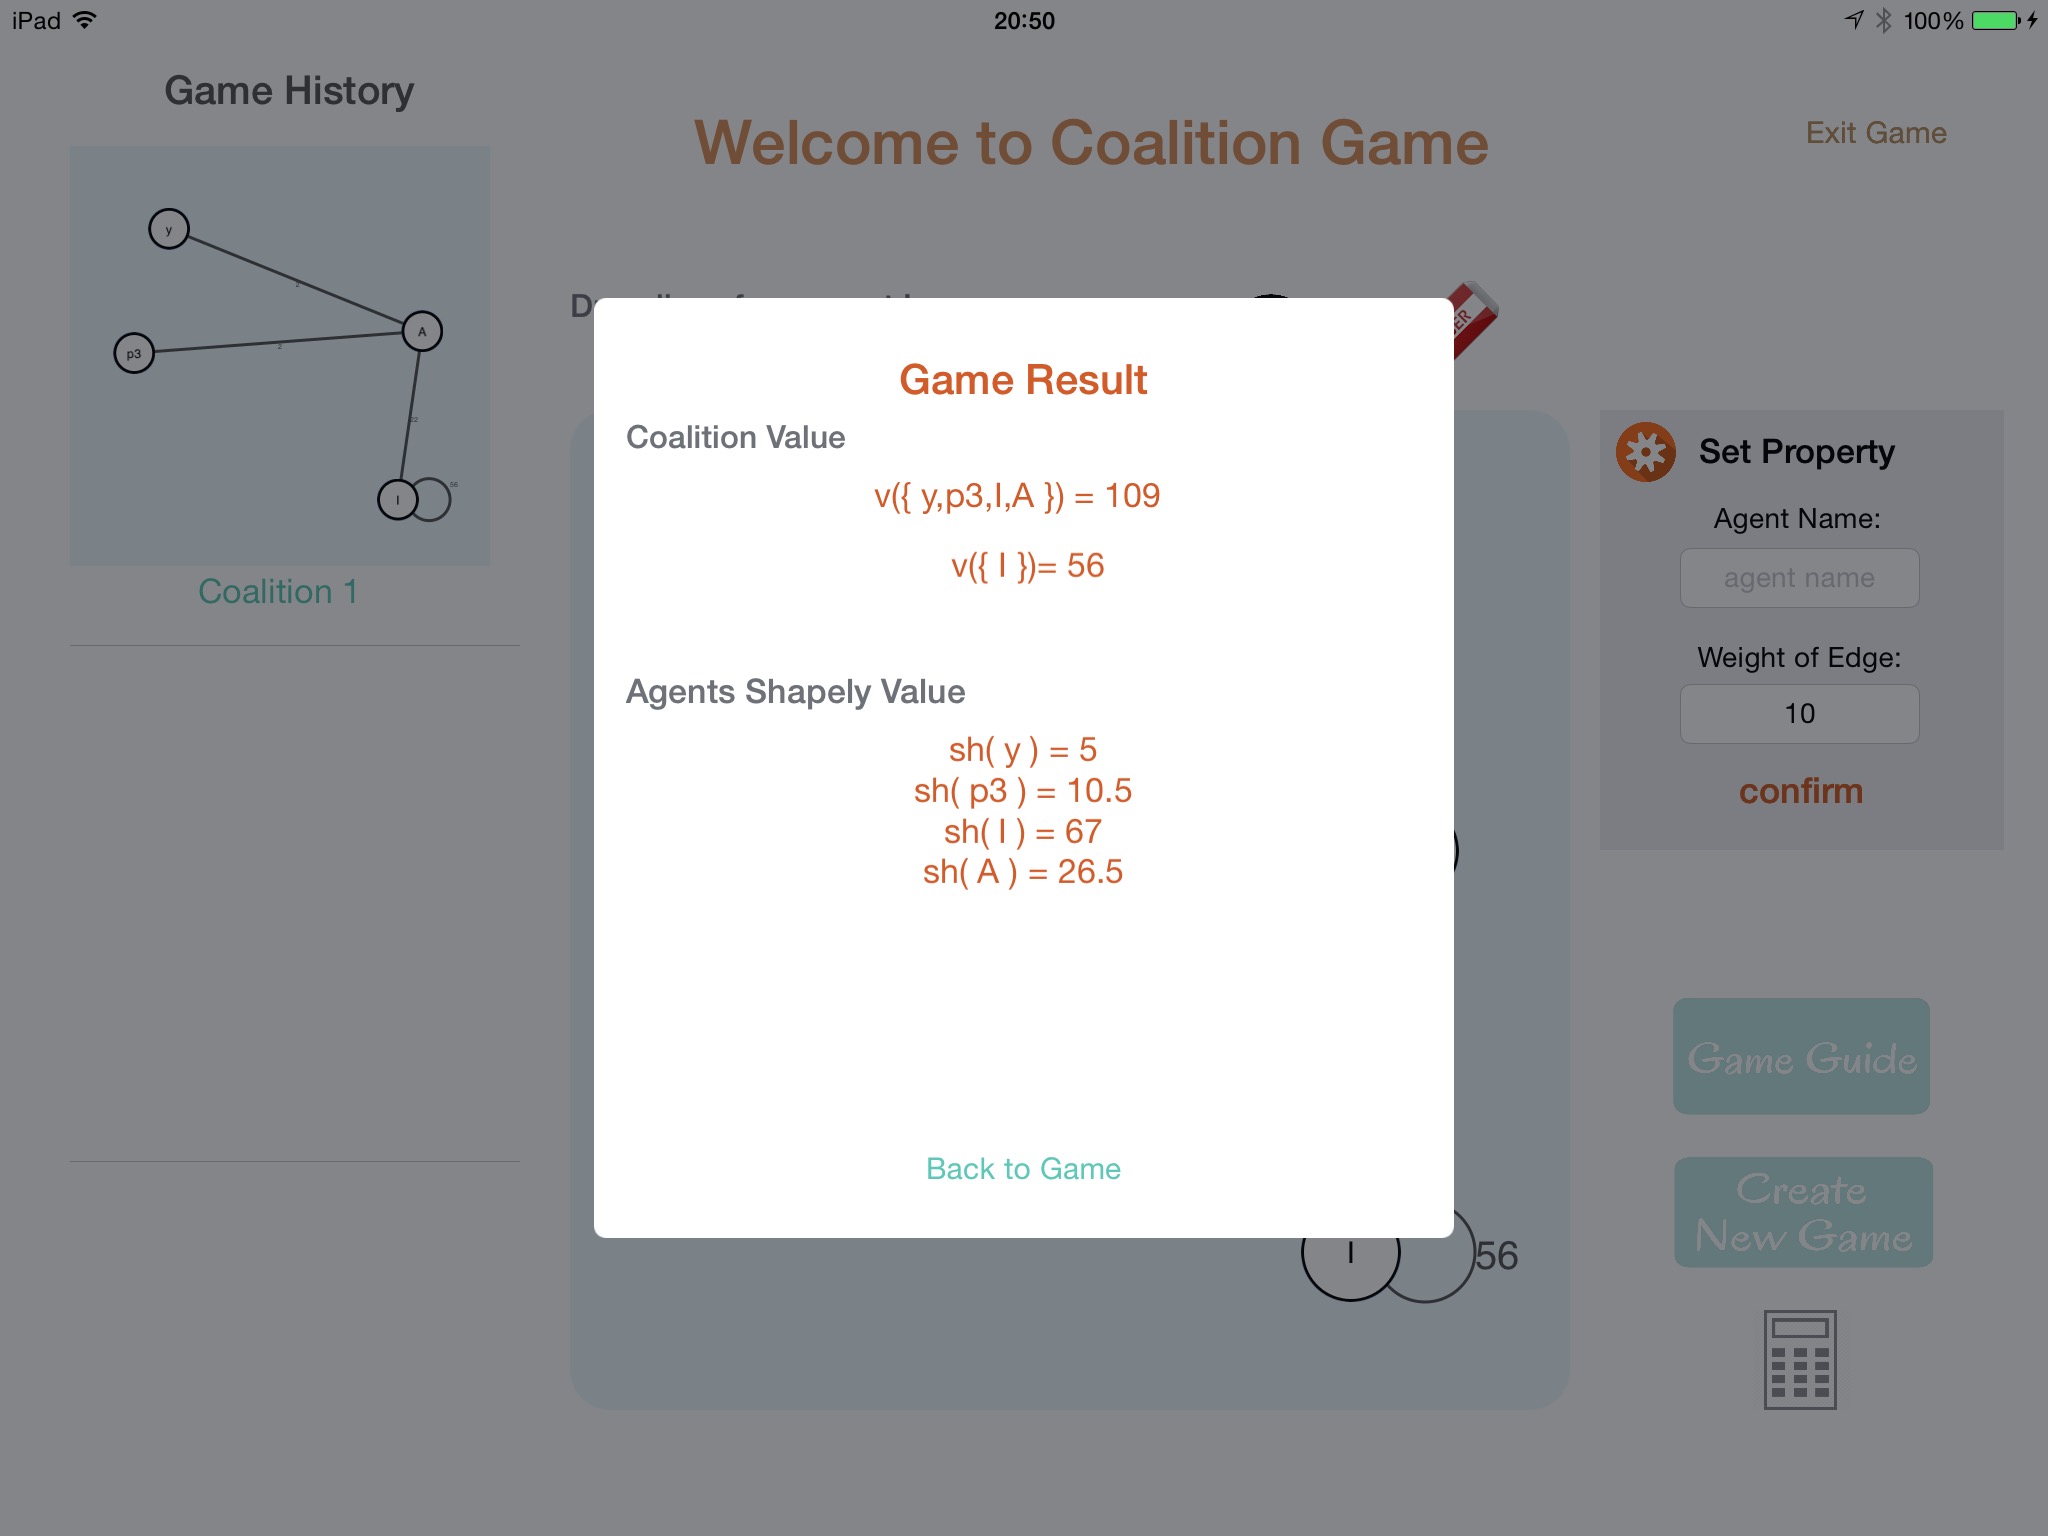 iPad 20:50 100%
Game History
Welcome to Coalition Game
Exit Game
y
2
A
p3
2
22
I
56
Coalition 1
Game Result
Coalition Value
v({ y,p3,I,A }) = 109
v({ I })= 56
Agents Shapely Value
sh( y ) = 5
sh( p3 ) = 10.5
sh( I ) = 67
sh( A ) = 26.5
Back to Game
Set Property
Agent Name:
agent name
Weight of Edge:
10
confirm
Game Guide
Create
New Game
I
56